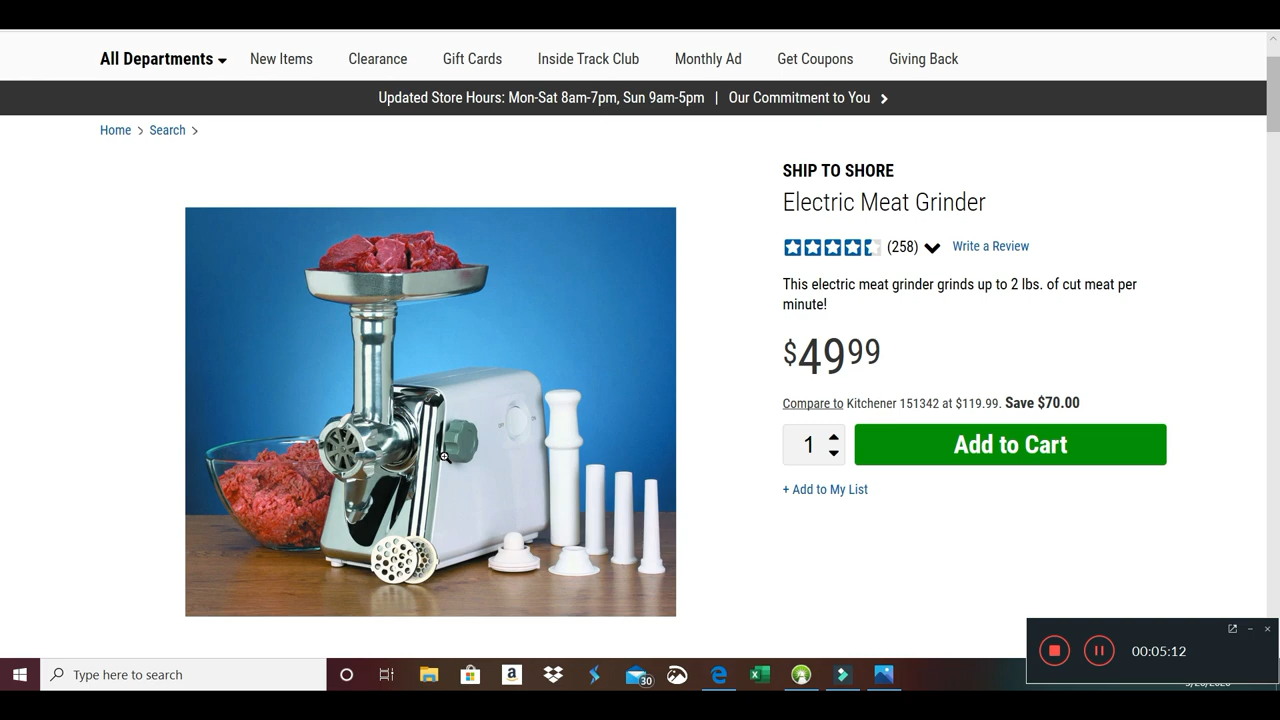 All Departments New Items Clearance Gift Cards Inside Track Club Monthly Ad Get Coupons Giving Back
Updated Store Hours: Mon-Sat 8am-7pm, Sun 9am-5pm | Our Commitment to You
Home > Search >
SHIP TO SHORE
Electric Meat Grinder
(258) Write a Review
This electric meat grinder grinds up to 2 lbs. of cut meat per
minute!
$49 99
Compare to Kitchener 151342 at $119.99. Save $70.00
1 Add to Cart
+ Add to My List
00:05:12
Type here to search
30